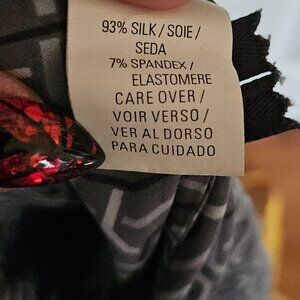 93% SILK / SOIE /
SEDA
7% SPANDEX /
ELASTOMERE
CARE OVER /
VOIR VERSO /
VER AL DORSO
PARA CUIDADO